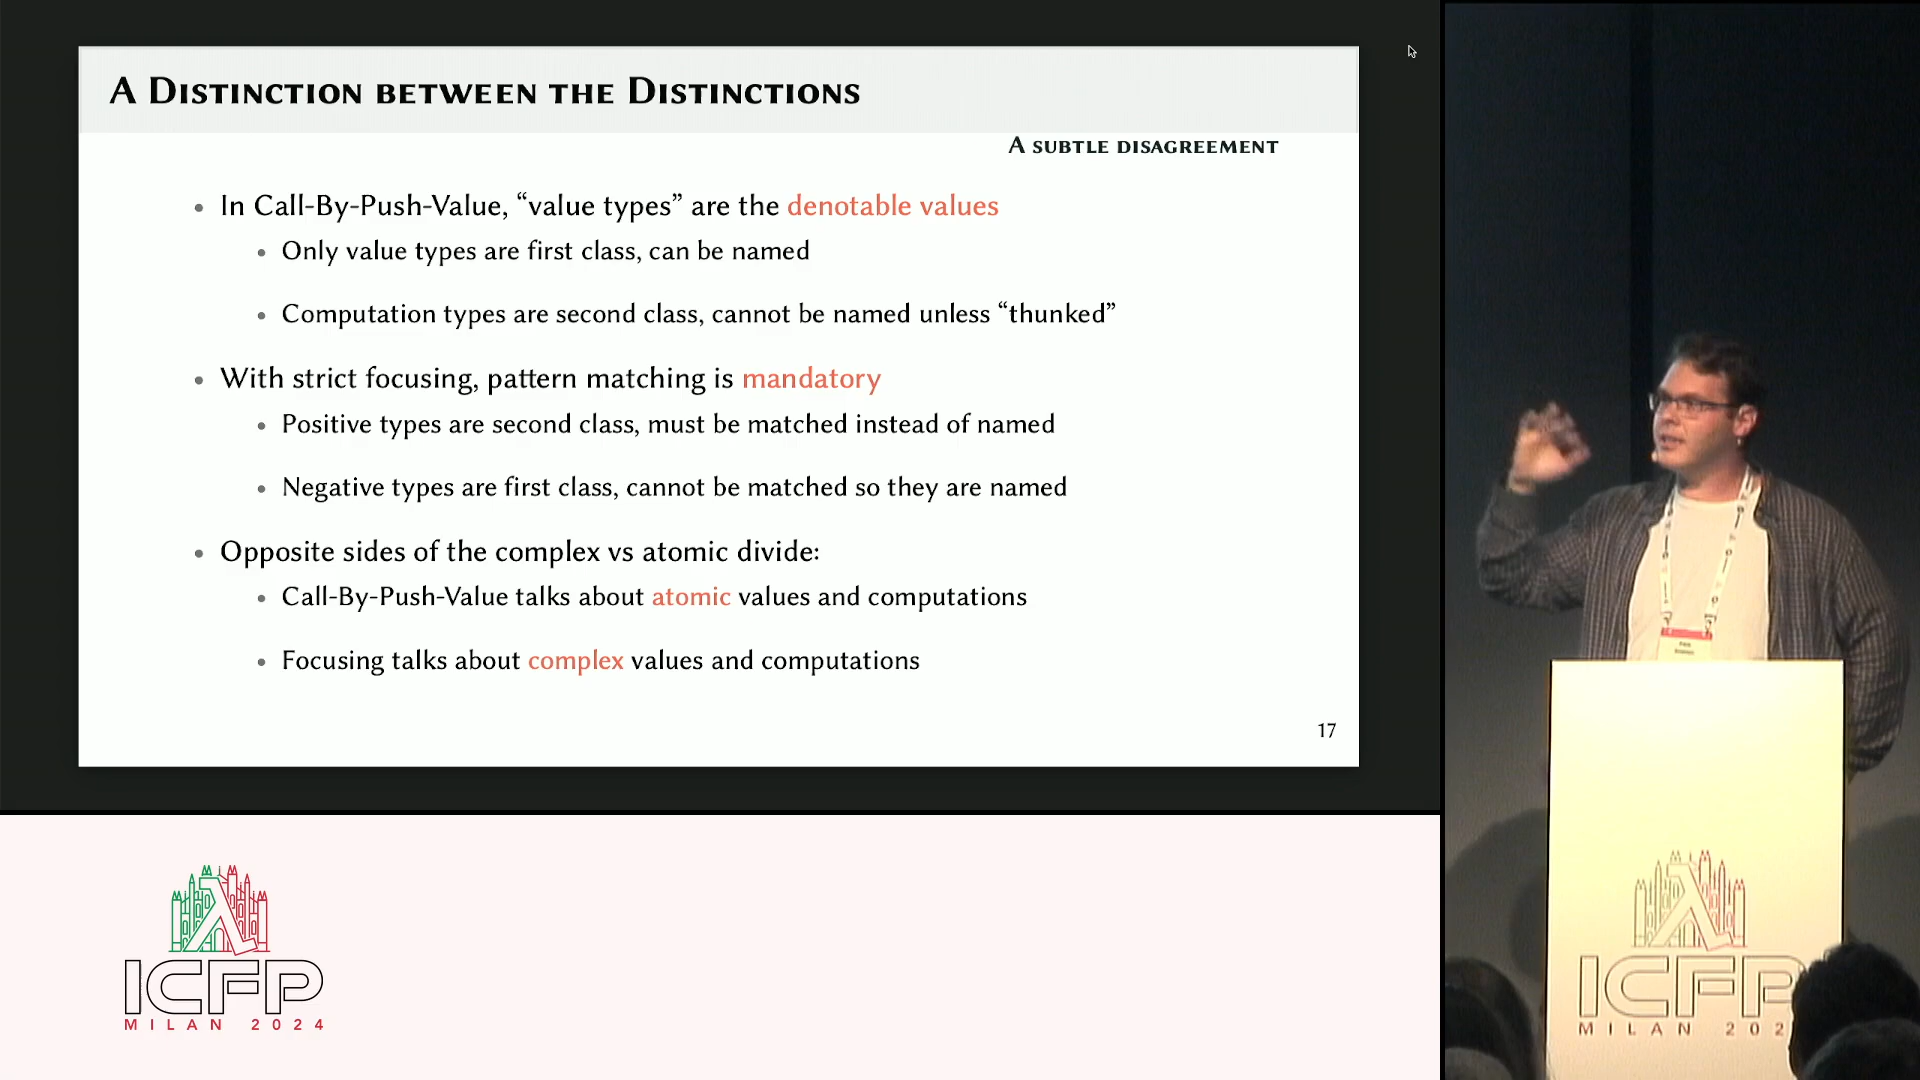 A Distinction between the Distinctions
A subtle disagreement
• In Call-By-Push-Value, “value types” are the denotable values
• Only value types are first class, can be named
• Computation types are second class, cannot be named unless “thunked”
• With strict focusing, pattern matching is mandatory
• Positive types are second class, must be matched instead of named
• Negative types are first class, cannot be matched so they are named
• Opposite sides of the complex vs atomic divide:
• Call-By-Push-Value talks about atomic values and computations
• Focusing talks about complex values and computations
17
ICFP
MILAN 2024
ICFP
MILAN 202